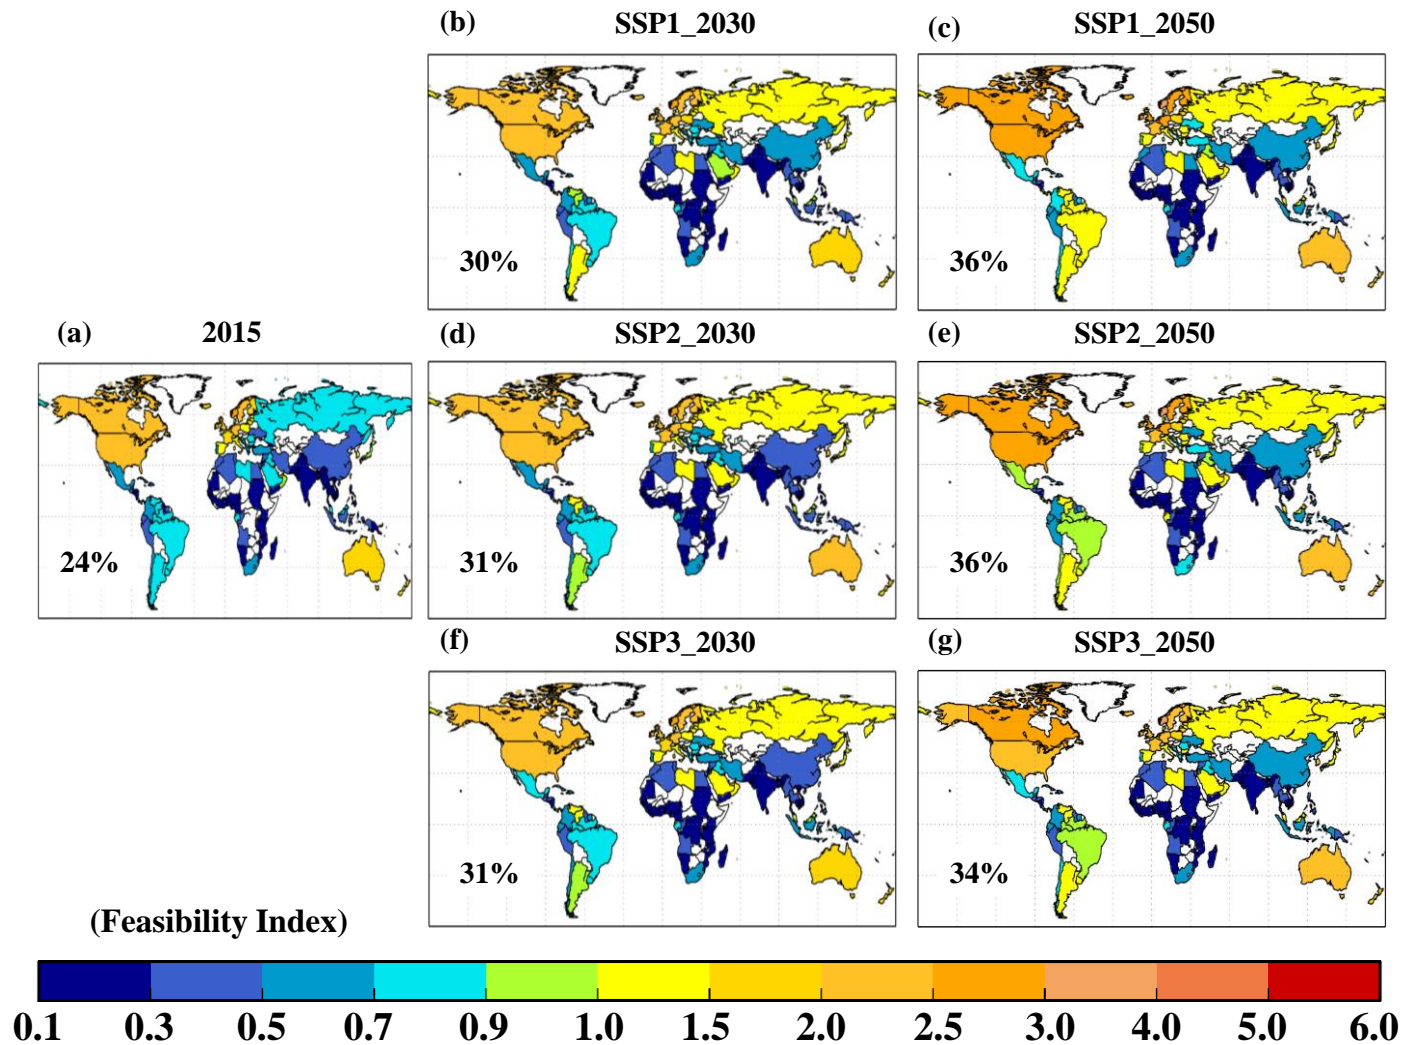 (b) SSP1_2030 (c) SSP1_2050
30% 36%
(a) 2015 (d) SSP2_2030 (e) SSP2_2050
24% 31% 36%
(f) SSP3_2030 (g) SSP3_2050
31% 34%
(Feasibility Index)
0.1 0.3 0.5 0.7 0.9 1.0 1.5 2.0 2.5 3.0 4.0 5.0 6.0